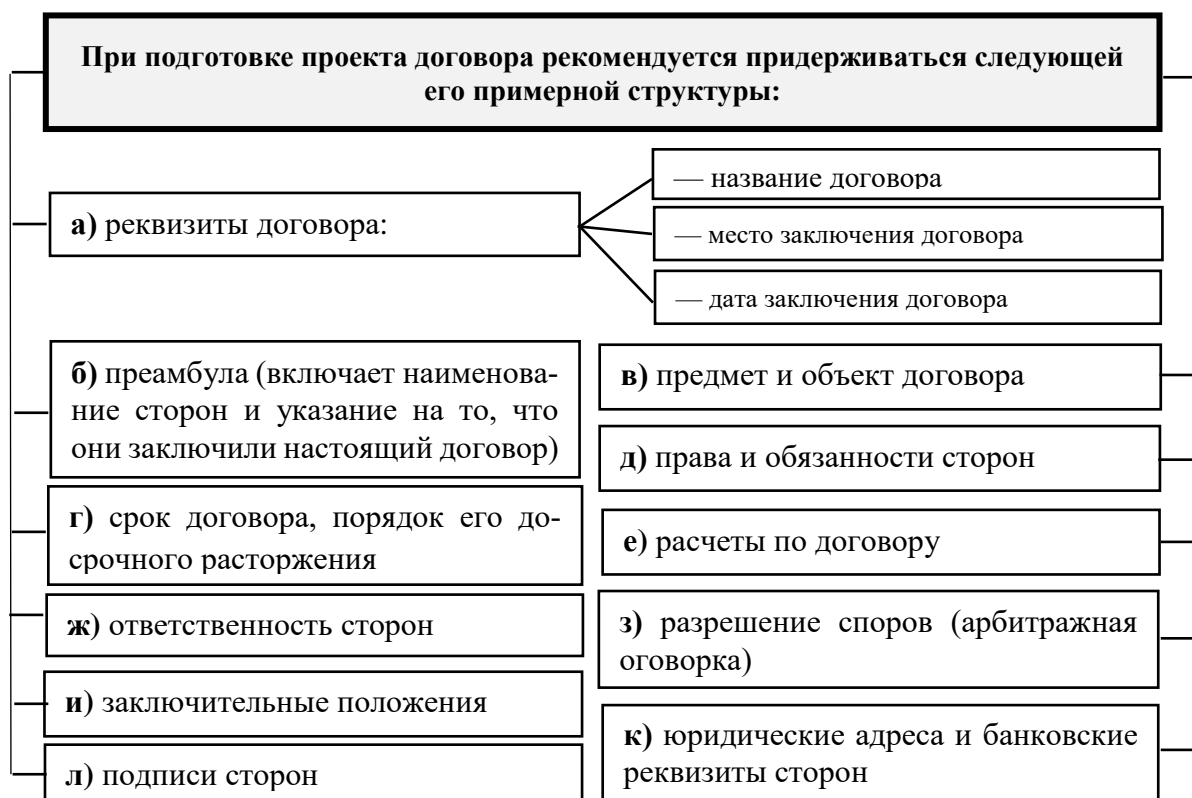 При подготовке проекта договора рекомендуется придерживаться следующей
его примерной структуры:
а) реквизиты договора:
— название договора
— место заключения договора
— дата заключения договора
б) преамбула (включает наименова-
ние сторон и указание на то, что
они заключили настоящий договор)
в) предмет и объект договора
г) срок договора, порядок его до-
срочного расторжения
д) права и обязанности сторон
е) расчеты по договору
ж) ответственность сторон
з) разрешение споров (арбитражная
оговорка)
и) заключительные положения
к) юридические адреса и банковские
реквизиты сторон
л) подписи сторон